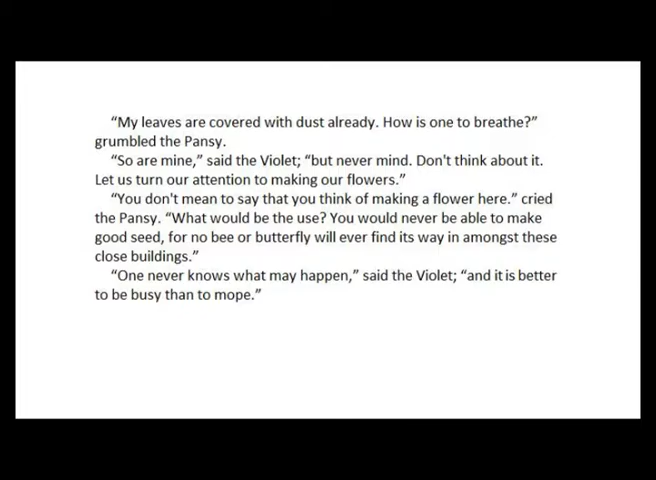 “My leaves are covered with dust already. How is one to breathe?”
grumbled the Pansy.
“So are mine,” said the Violet; “but never mind. Don't think about it.
Let us turn our attention to making our flowers.”
“You don't mean to say that you think of making a flower here.” cried
the Pansy. “What would be the use? You would never be able to make
good seed, for no bee or butterfly will ever find its way in amongst these
close buildings.”
“One never knows what may happen,” said the Violet; “and it is better
to be busy than to mope.”